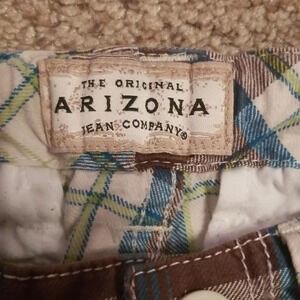 THE ORIGINAL
ARIZONA
JEAN COMPANY®